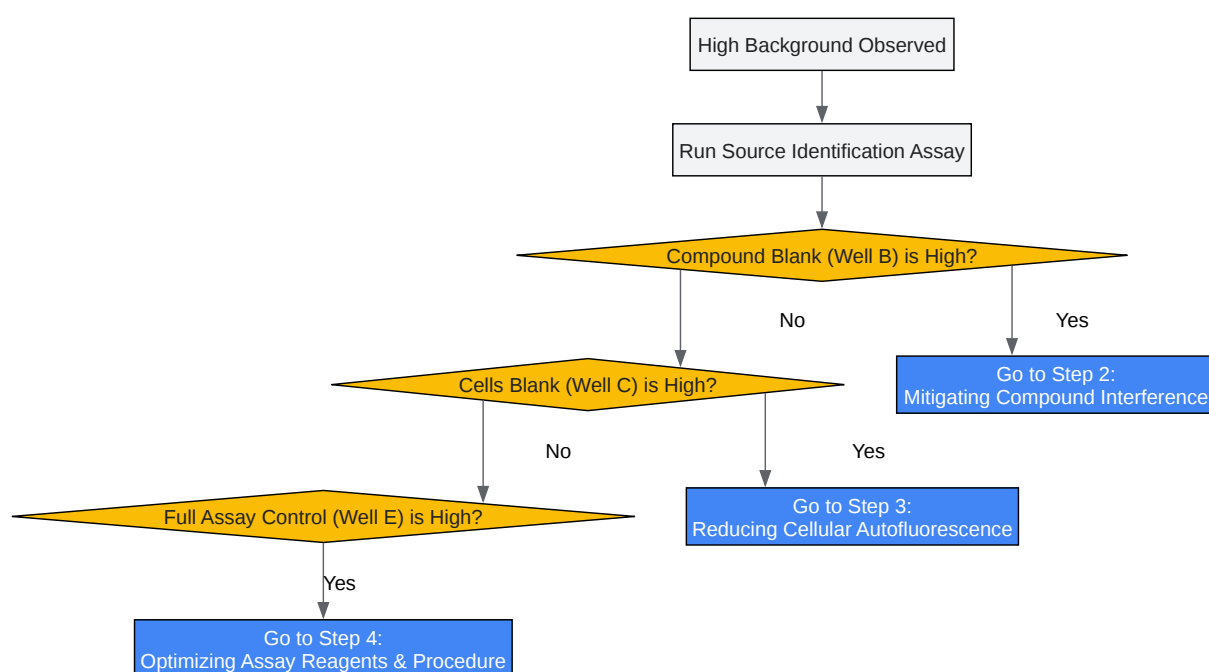 High Background Observed
Run Source Identification Assay
Compound Blank (Well B) is High?
No
Yes
Cells Blank (Well C) is High?
Go to Step 2:
Mitigating Compound Interference
No
Yes
Full Assay Control (Well E) is High?
Go to Step 3:
Reducing Cellular Autofluorescence
Yes
Go to Step 4:
Optimizing Assay Reagents & Procedure